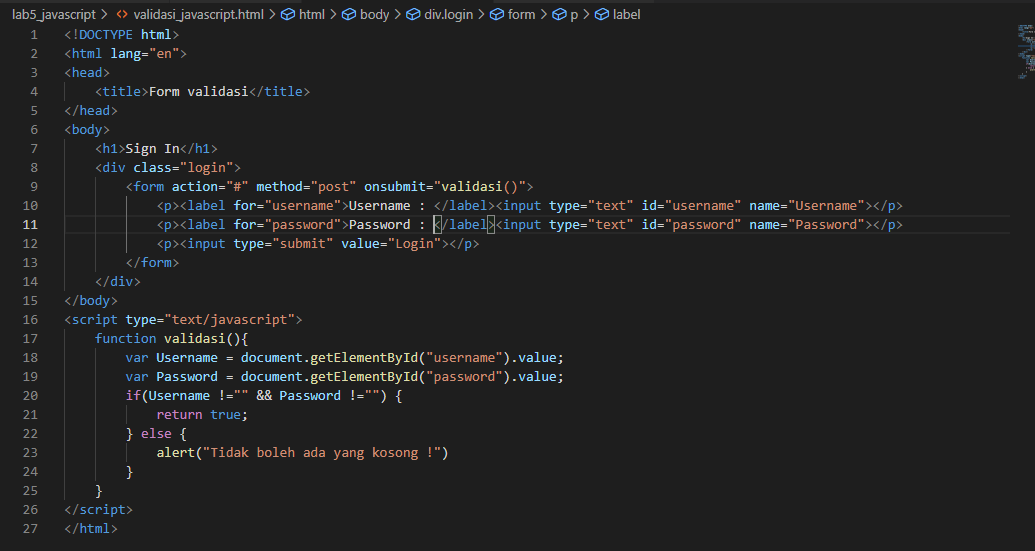 lab5_javascript > validasi_javascript.html > html > body > div.login > form > p > label
1 <!DOCTYPE html>
2 <html lang="en">
3 <head>
4 <title>Form validasi</title>
5 </head>
6 <body>
7 <h1>Sign In</h1>
8 <div class="login">
9 <form action="#" method="post" onsubmit="validasi()">
10 <p><label for="username">Username : </label><input type="text" id="username" name="Username"></p>
11 <p><label for="password">Password : </label><input type="text" id="password" name="Password"></p>
12 <p><input type="submit" value="Login"></p>
13 </form>
14 </div>
15 </body>
16 <script type="text/javascript">
17 function validasi(){
18 var Username = document.getElementById("username").value;
19 var Password = document.getElementById("password").value;
20 if(Username !="" && Password !="") {
21 return true;
22 } else {
23 alert("Tidak boleh ada yang kosong !")
24 }
25 }
26 </script>
27 </html>